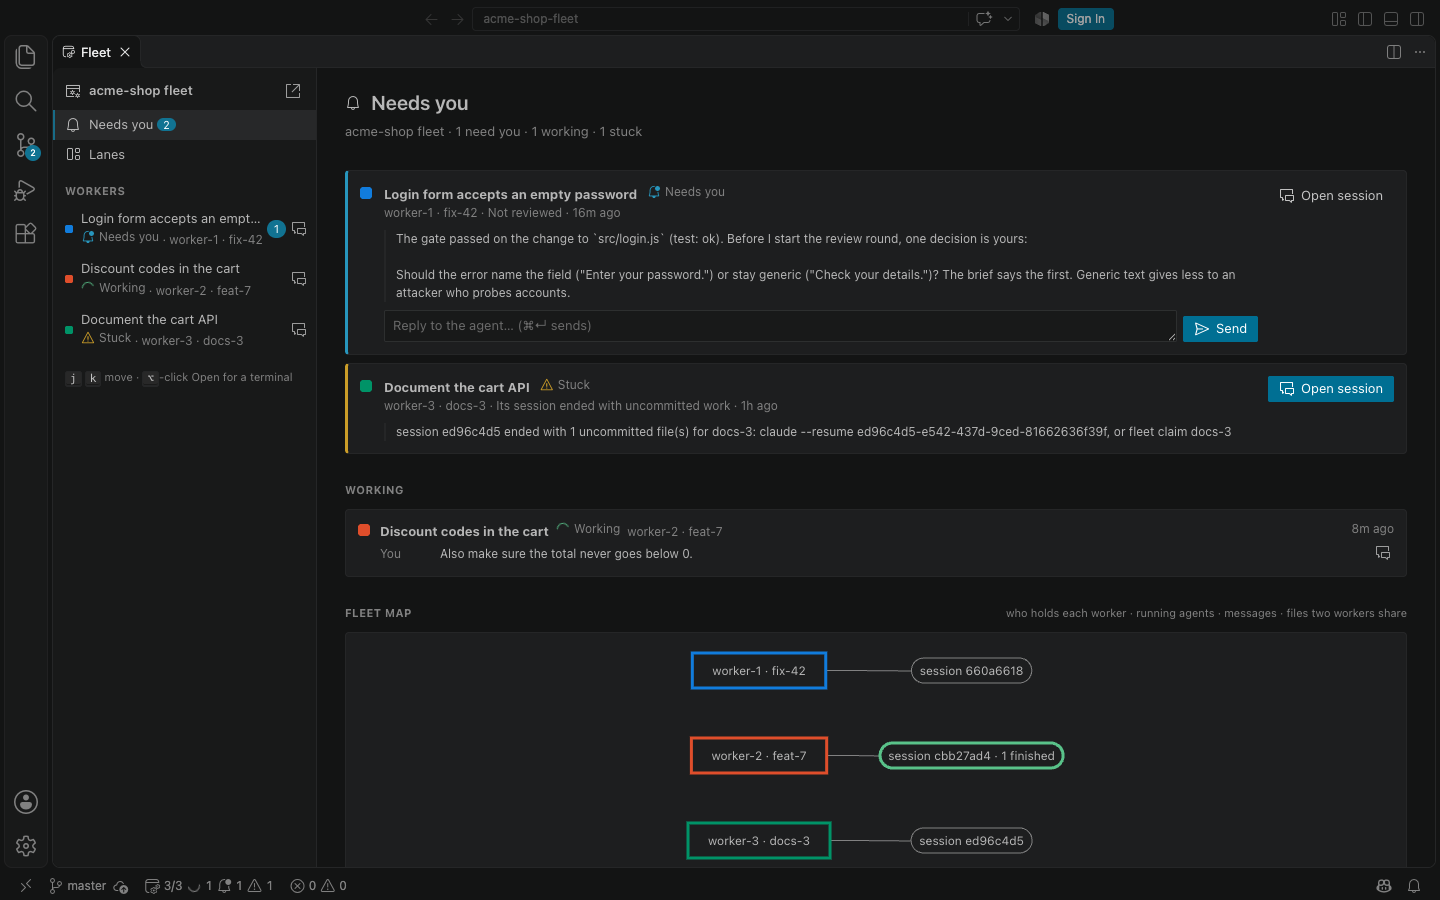 acme-shop-fleet
Sign In
Fleet
acme-shop fleet
Needs you 2
Lanes
2
WORKERS
Login form accepts an empt...
Needs you · worker-1 · fix-42
1
Discount codes in the cart
Working · worker-2 · feat-7
Document the cart API
Stuck · worker-3 · docs-3
j k move · ⌥-click Open for a terminal
Needs you
acme-shop fleet · 1 need you · 1 working · 1 stuck
Login form accepts an empty password Needs you
Open session
worker-1 · fix-42 · Not reviewed · 16m ago
The gate passed on the change to `src/login.js` (test: ok). Before I start the review round, one decision is yours:
Should the error name the field ("Enter your password.") or stay generic ("Check your details.")? The brief says the first. Generic text gives less to an
attacker who probes accounts.
Reply to the agent... (⌘↵ sends)
Send
Document the cart API Stuck
Open session
worker-3 · docs-3 · Its session ended with uncommitted work · 1h ago
session ed96c4d5 ended with 1 uncommitted file(s) for docs-3: claude --resume ed96c4d5-e542-437d-9ced-81662636f39f, or fleet claim docs-3
WORKING
Discount codes in the cart Working worker-2 · feat-7
8m ago
You Also make sure the total never goes below 0.
FLEET MAP
who holds each worker · running agents · messages · files two workers share
worker-1 · fix-42
session 660a6618
worker-2 · feat-7
session cbb27ad4 · 1 finished
worker-3 · docs-3
session ed96c4d5
master
3/3 1 1 1
0 0